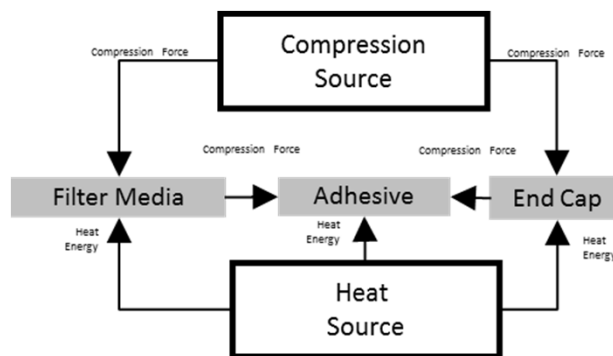 Compression Source
Compression Force
Compression Force
Compression Force
Compression Force
Filter Media
Adhesive
End Cap
Heat
Energy
Heat
Energy
Heat
Energy
Heat
Source